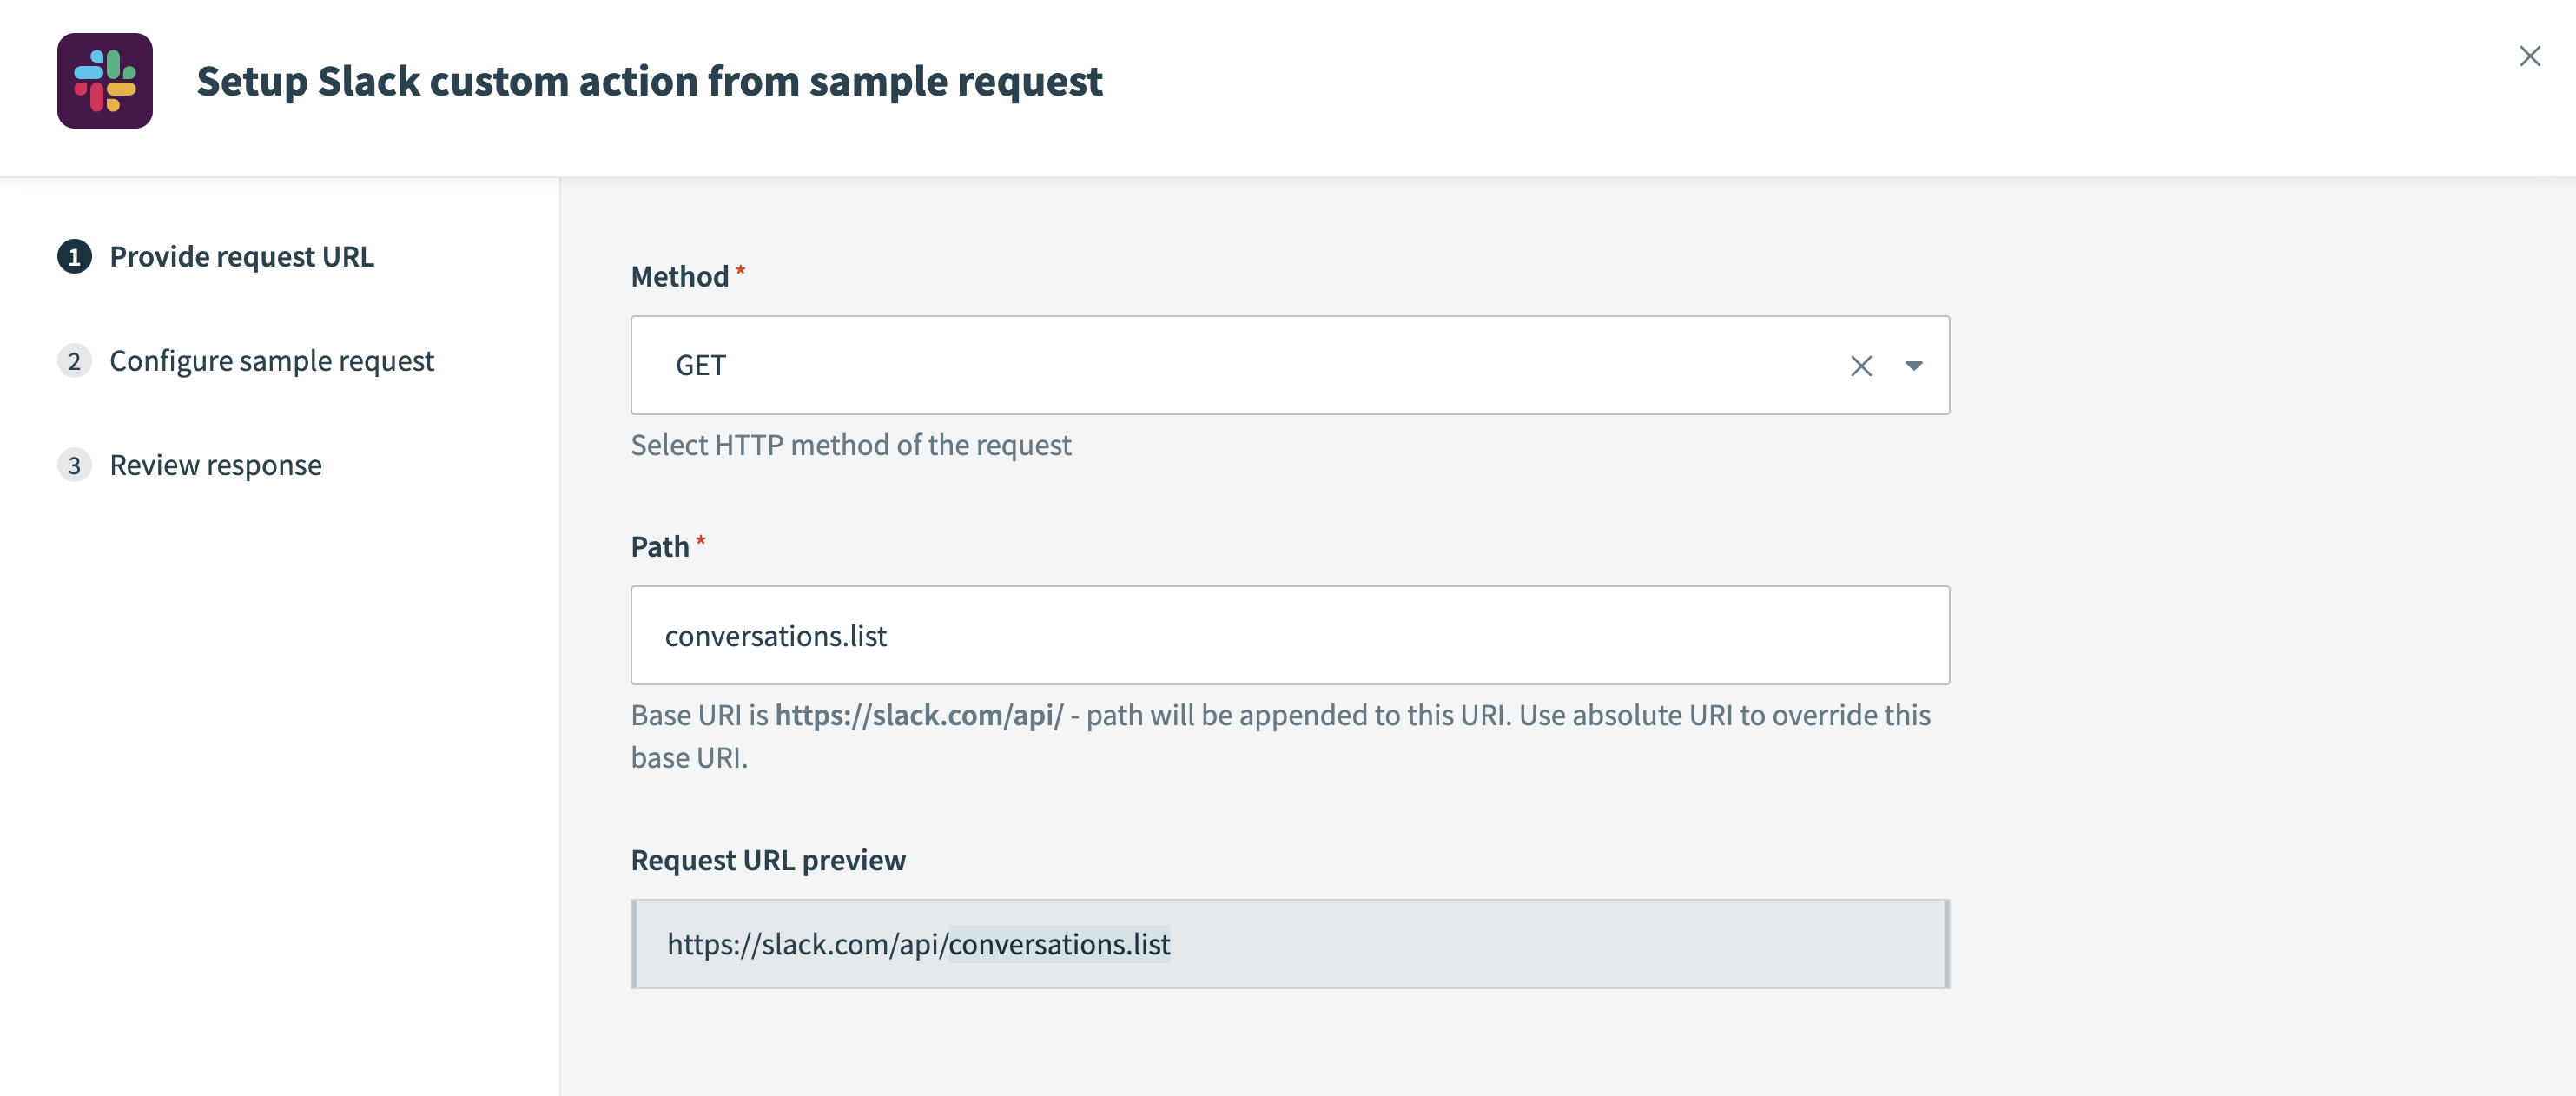 Setup Slack custom action from sample request
1 Provide request URL
2 Configure sample request
3 Review response
Method *
GET
Select HTTP method of the request
Path *
conversations.list
Base URI is https://slack.com/api/ - path will be appended to this URI. Use absolute URI to override this
base URI.
Request URL preview
https://slack.com/api/conversations.list